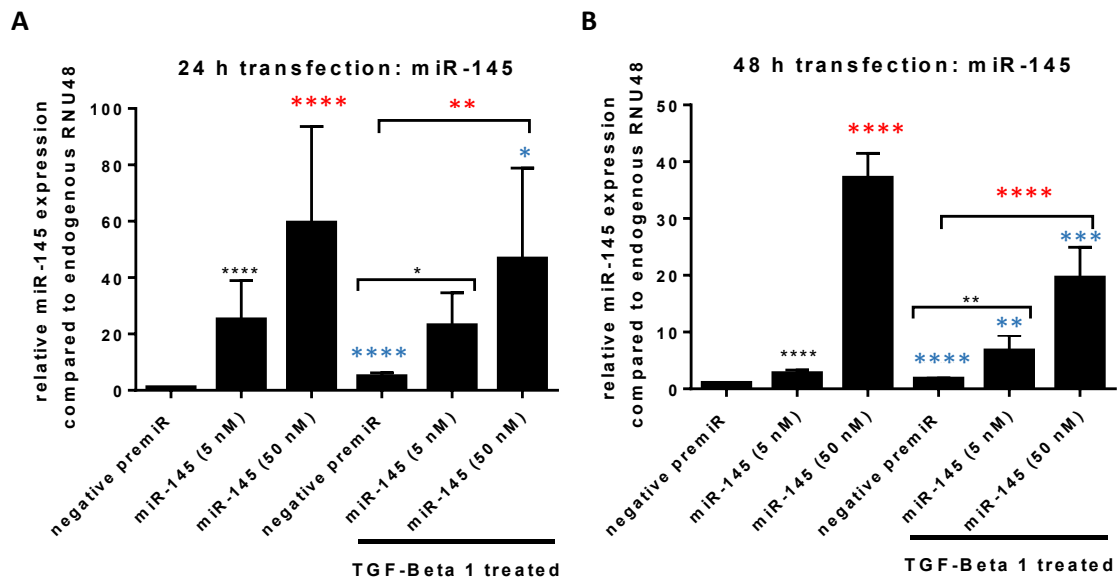 A
24 h transfection: miR-145
relative miR-145 expression
compared to endogenous RNU48
100
80
60
40
20
0
****
****
****
*
**
*
negative premiR
miR-145 (5 nM)
miR-145 (50 nM)
negative premiR
miR-145 (5 nM)
miR-145 (50 nM)
TGF-Beta 1 treated
B
48 h transfection: miR-145
relative miR-145 expression
compared to endogenous RNU48
50
40
30
20
10
0
****
****
****
**
**
****
***
negative premiR
miR-145 (5 nM)
miR-145 (50 nM)
negative premiR
miR-145 (5 nM)
miR-145 (50 nM)
TGF-Beta 1 treated